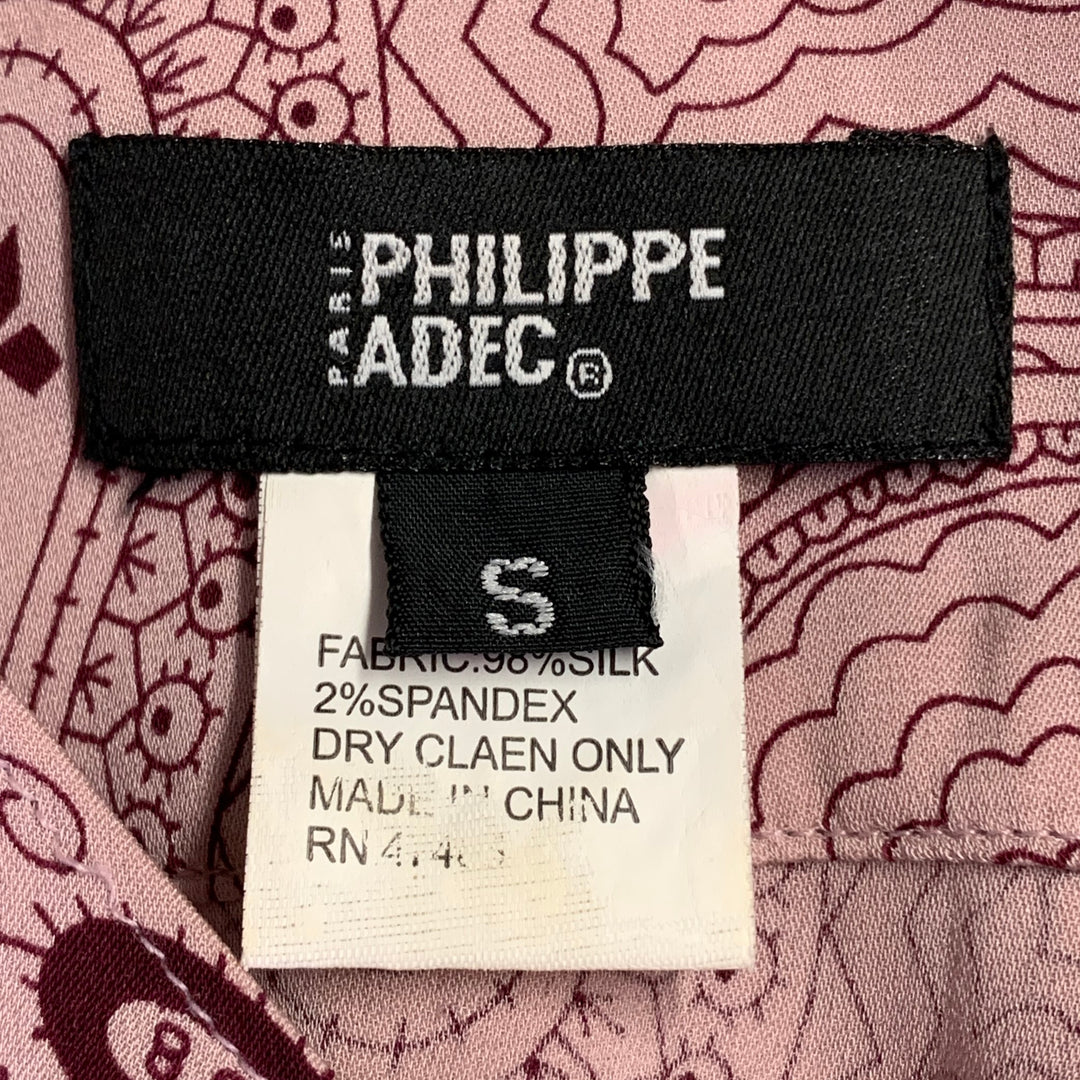 PARIS
PHILIPPE
ADEC®
S
FABRIC:98%SILK
2%SPANDEX
DRY CLAEN ONLY
MADE IN CHINA
RN